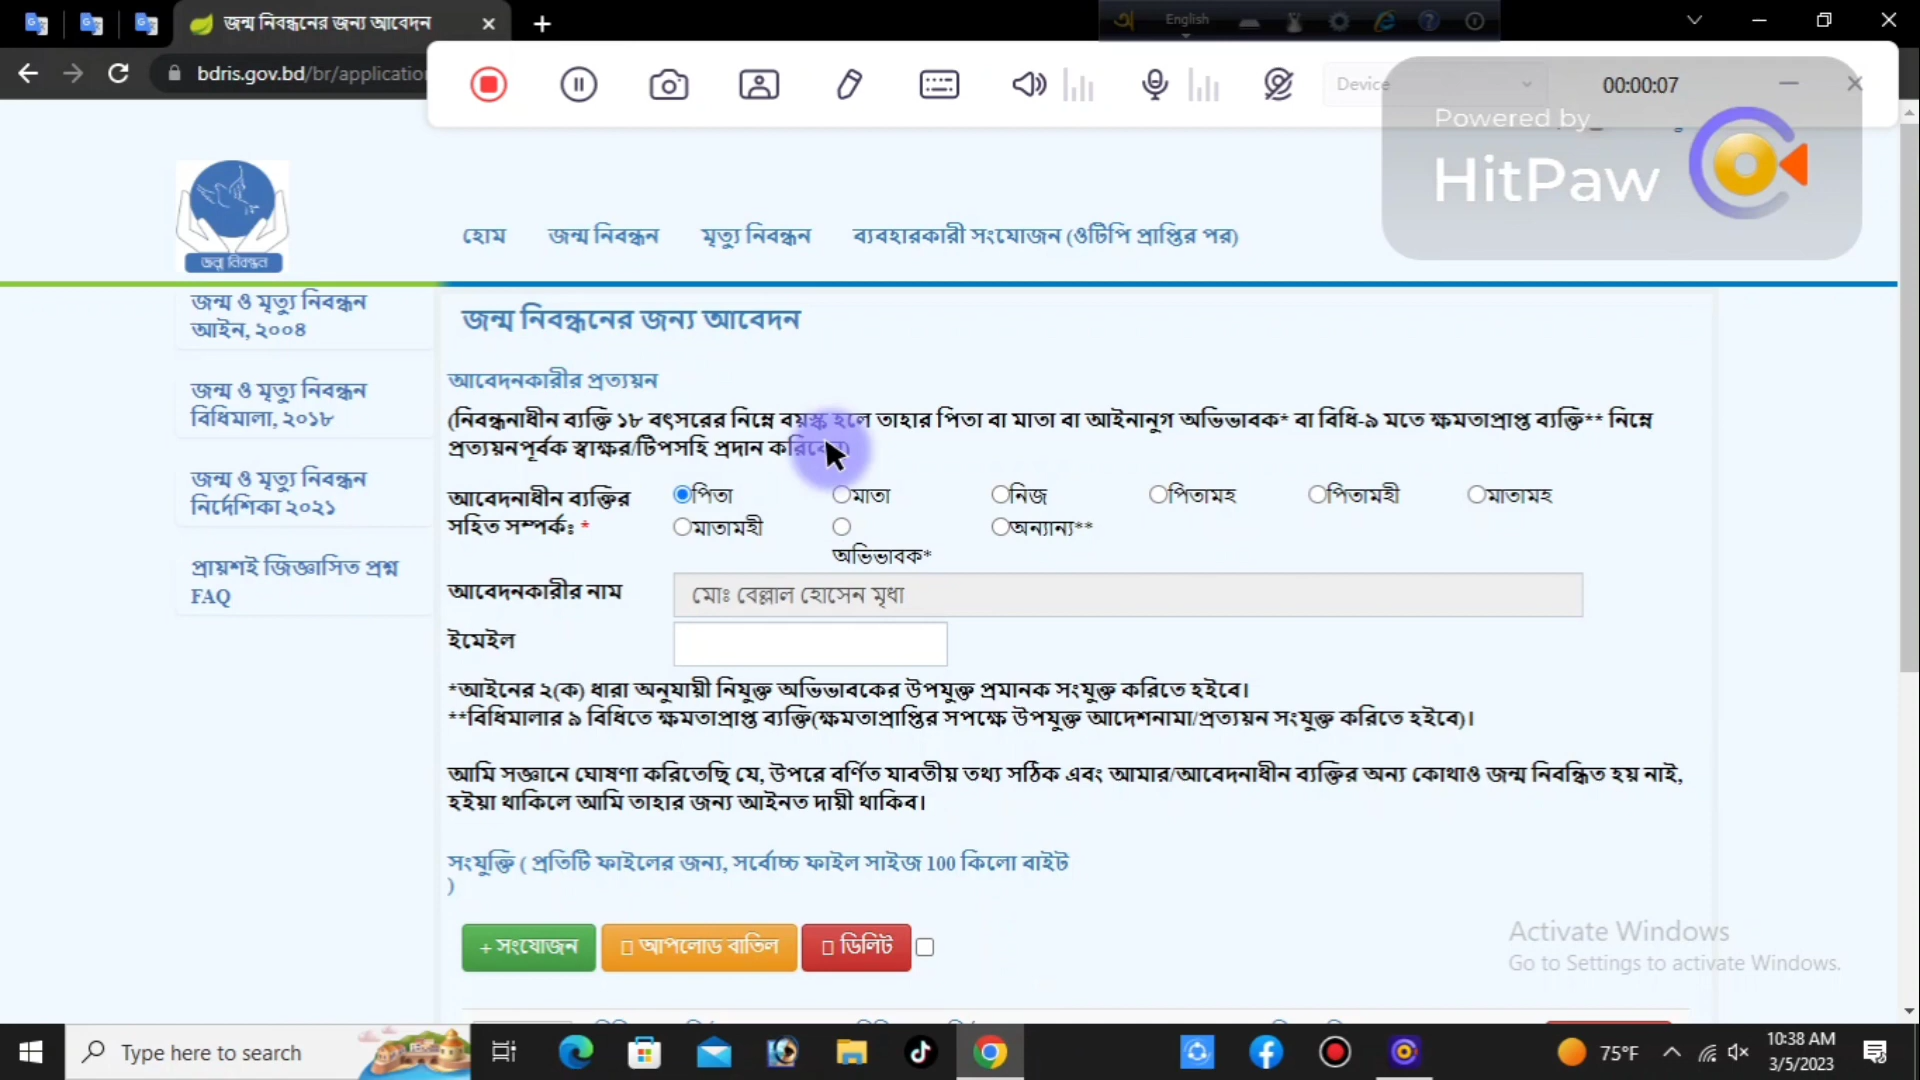 জন্ম নিবন্ধনের জন্য আবেদন
English
bdris.gov.bd/br/application
Device
00:00:07
Powered by
HitPaw
জন্ম নিবন্ধন
হোম জন্ম নিবন্ধন মৃত্যু নিবন্ধন ব্যবহারকারী সংযোজন (ওটিপি প্রাপ্তির পর)
জন্ম ও মৃত্যু নিবন্ধন
আইন, ২০০৪
জন্ম ও মৃত্যু নিবন্ধন
বিধিমালা, ২০১৮
জন্ম ও মৃত্যু নিবন্ধন
নির্দেশিকা ২০২১
প্রায়শই জিজ্ঞাসিত প্রশ্ন
FAQ
জন্ম নিবন্ধনের জন্য আবেদন
আবেদনকারীর প্রত্যয়ন
(নিবন্ধনাধীন ব্যক্তি ১৮ বৎসরের নিম্নে বয়স্ক হলে তাহার পিতা বা মাতা বা আইনানুগ অভিভাবক* বা বিধি-৯ মতে ক্ষমতাপ্রাপ্ত ব্যক্তি** নিম্নে
প্রত্যয়নপূর্বক স্বাক্ষর/টিপসহি প্রদান করিবেন)
আবেদনাধীন ব্যক্তির
সহিত সম্পর্কঃ *
পিতা মাতা নিজ পিতামহ পিতামহী মাতামহ
মাতামহী অন্যান্য**
অভিভাবক*
আবেদনকারীর নাম মোঃ বেল্লাল হোসেন মৃধা
ইমেইল
*আইনের ২(ক) ধারা অনুযায়ী নিযুক্ত অভিভাবকের উপযুক্ত প্রমানক সংযুক্ত করিতে হইবে।
**বিধিমালার ৯ বিধিতে ক্ষমতাপ্রাপ্ত ব্যক্তি(ক্ষমতাপ্রাপ্তির সপক্ষে উপযুক্ত আদেশনামা/প্রত্যয়ন সংযুক্ত করিতে হইবে)।
আমি সজ্ঞানে ঘোষণা করিতেছি যে, উপরে বর্ণিত যাবতীয় তথ্য সঠিক এবং আমার/আবেদনাধীন ব্যক্তির অন্য কোথাও জন্ম নিবন্ধিত হয় নাই,
হইয়া থাকিলে আমি তাহার জন্য আইনত দায়ী থাকিব।
সংযুক্তি ( প্রতিটি ফাইলের জন্য, সর্বোচ্চ ফাইল সাইজ 100 কিলো বাইট
)
+ সংযোজন আপলোড বাতিল ডিলিট
Activate Windows
Go to Settings to activate Windows.
Type here to search
75°F
10:38 AM
3/5/2023